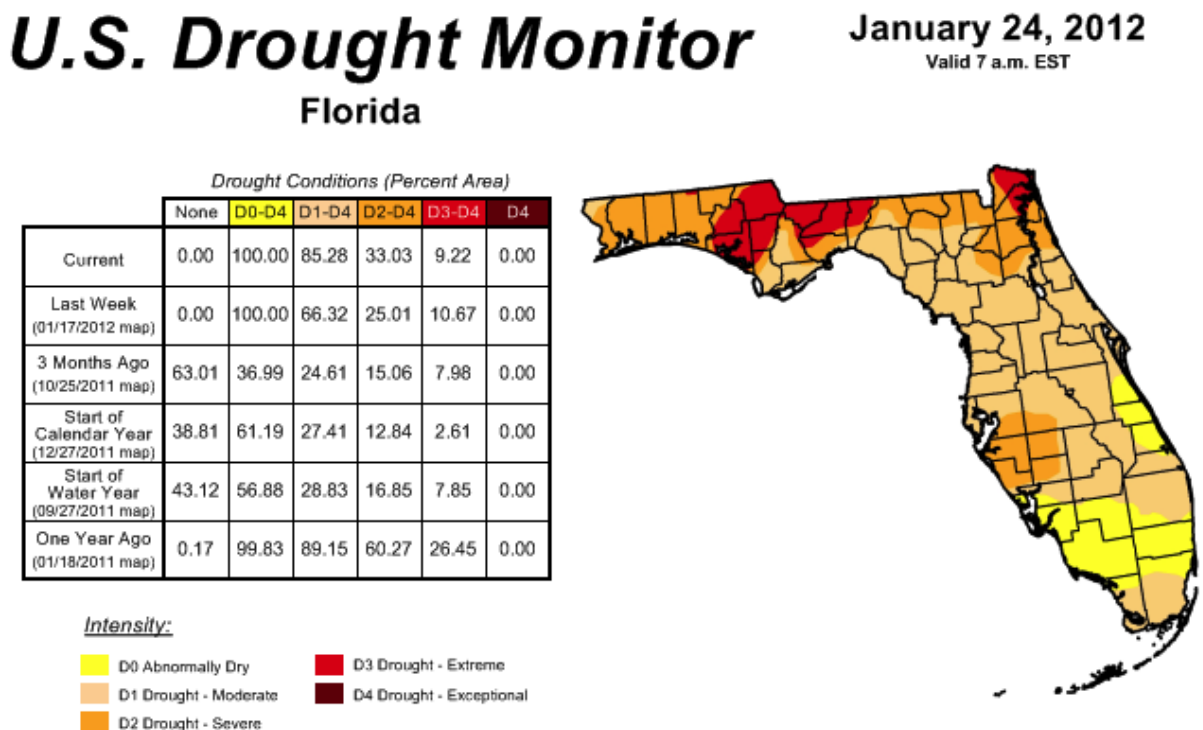 U.S. Drought Monitor
January 24, 2012
Valid 7 a.m. EST
Florida
Drought Conditions (Percent Area)
None D0-D4 D1-D4 D2-D4 D3-D4 D4
Current 0.00 100.00 85.28 33.03 9.22 0.00
Last Week
(01/17/2012 map)
0.00 100.00 66.32 25.01 10.67 0.00
3 Months Ago
(10/25/2011 map)
63.01 36.99 24.61 15.06 7.98 0.00
Start of
Calendar Year
(12/27/2011 map)
38.81 61.19 27.41 12.84 2.61 0.00
Start of
Water Year
(09/27/2011 map)
43.12 56.88 28.83 16.85 7.85 0.00
One Year Ago
(01/18/2011 map)
0.17 99.83 89.15 60.27 26.45 0.00
Intensity:
D0 Abnormally Dry
D1 Drought - Moderate
D2 Drought - Severe
D3 Drought - Extreme
D4 Drought - Exceptional